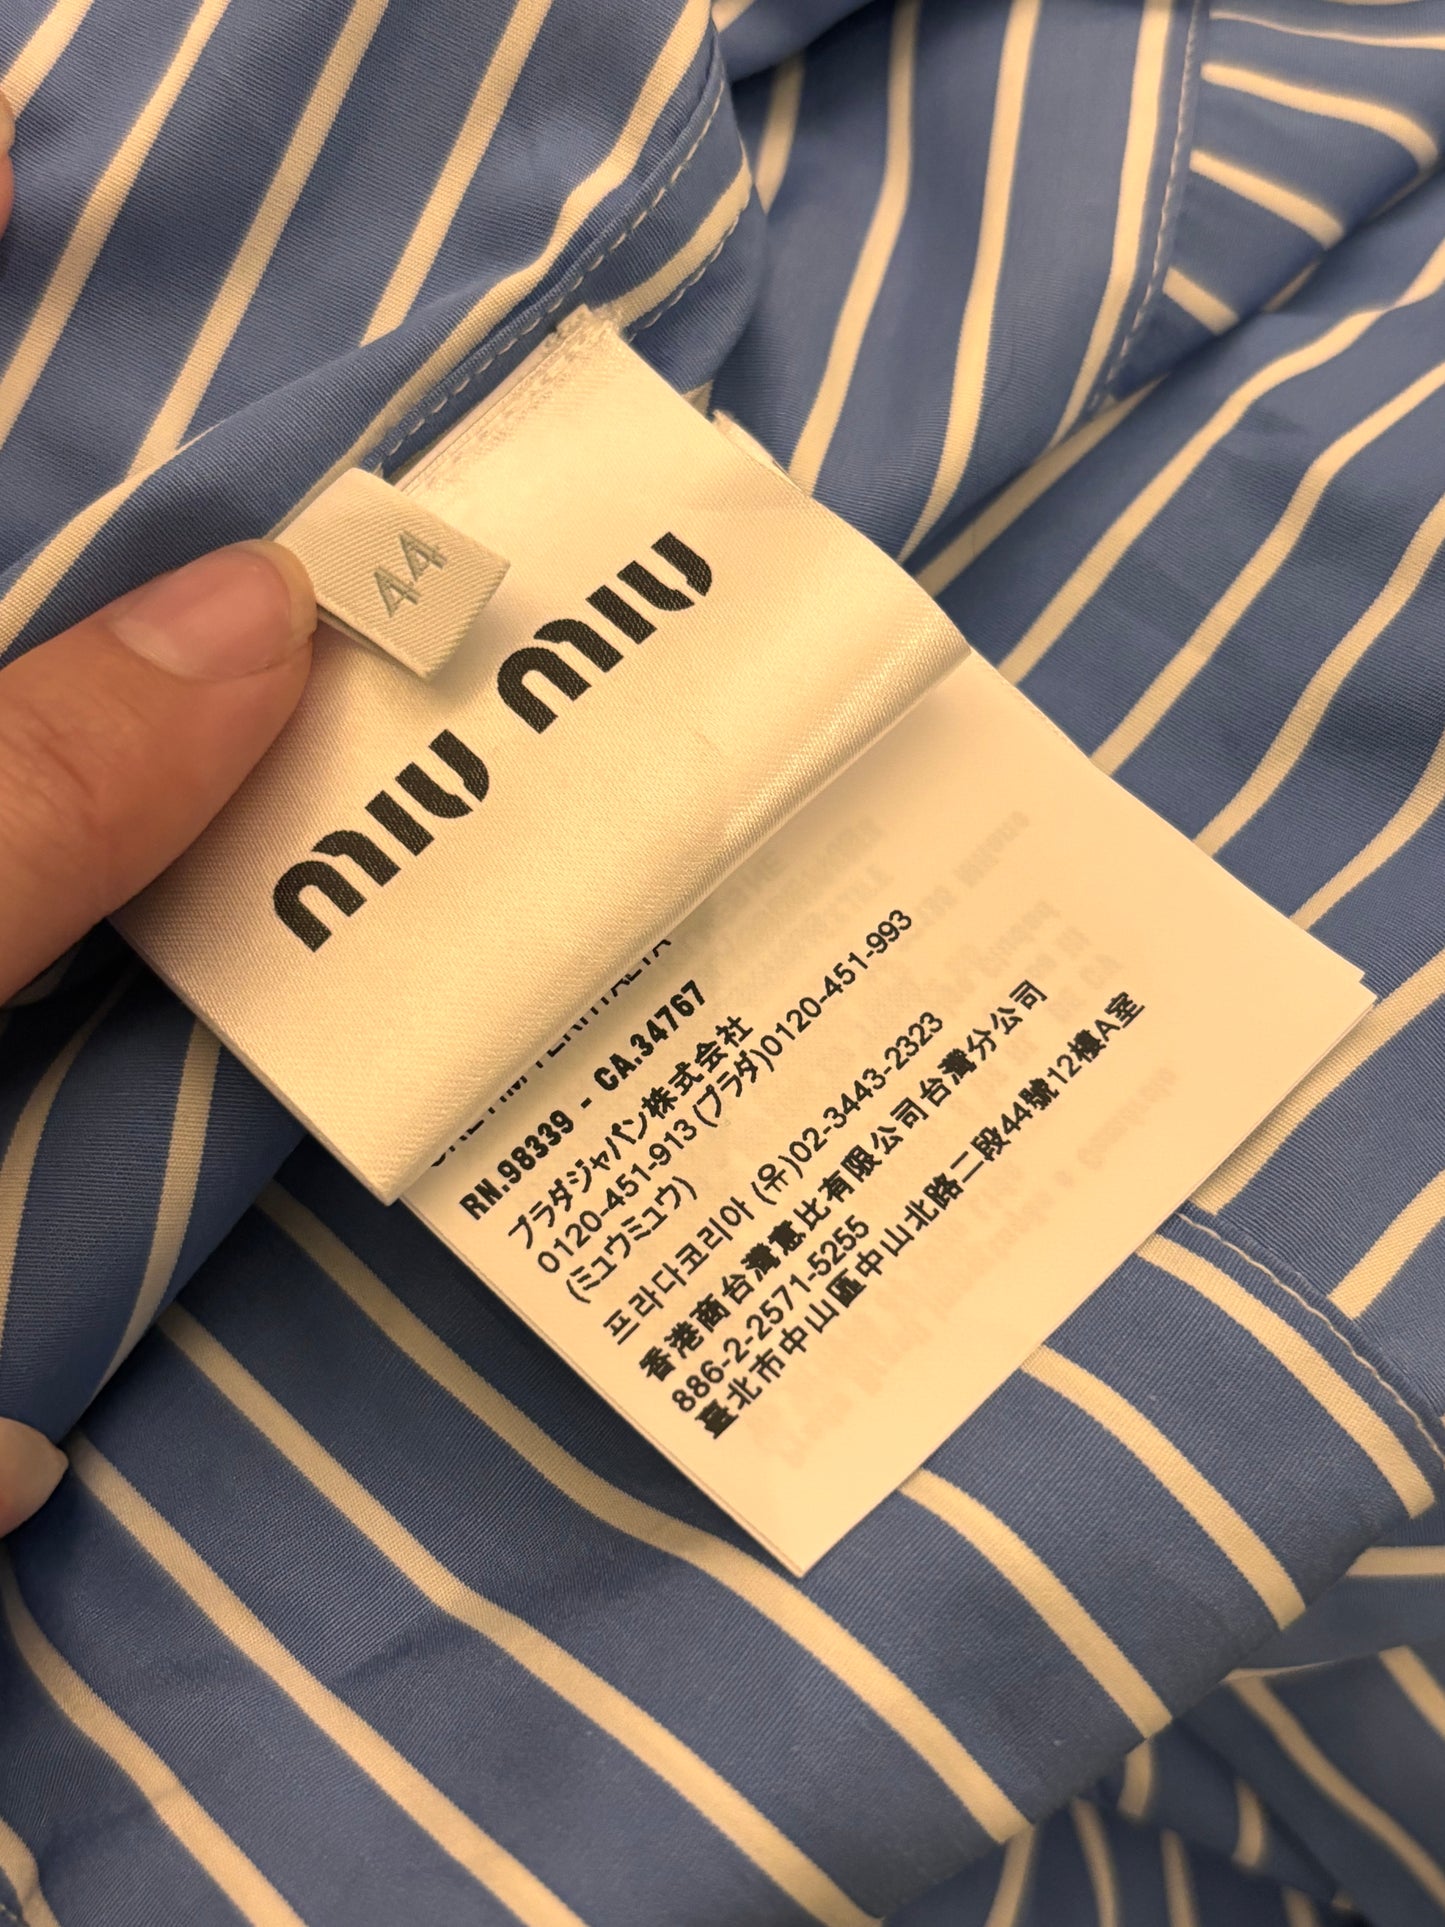 44
miu miu
RN.98339 - CA.34767
プラダジャパン株式会社
0120-451-913 (プラダ)0120-451-993
(ミュウミュウ)
프라다코리아 (유)02-3443-2323
香港商台灣意比有限公司台灣分公司
886-2-2571-5255
臺北市中山區中山北路二段44號12樓A室